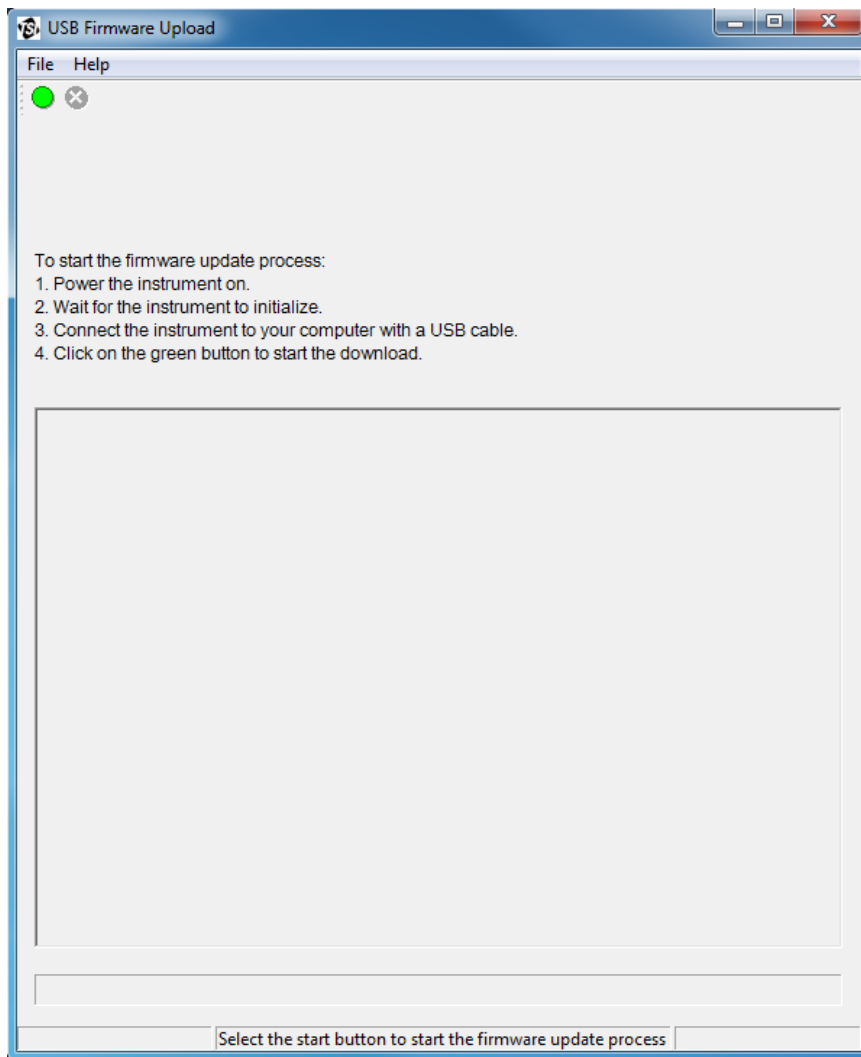 TSI USB Firmware Upload
File Help
To start the firmware update process:
1. Power the instrument on.
2. Wait for the instrument to initialize.
3. Connect the instrument to your computer with a USB cable.
4. Click on the green button to start the download.
Select the start button to start the firmware update process